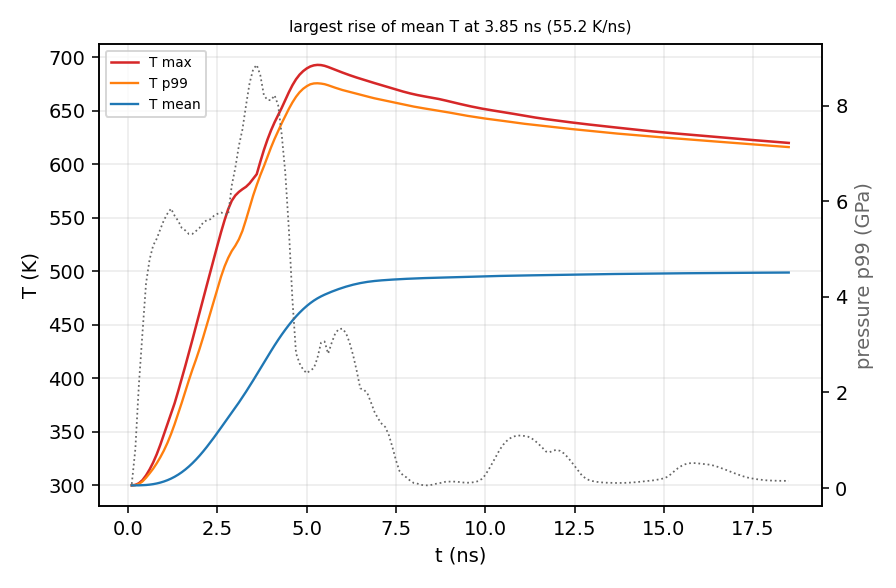 largest rise of mean T at 3.85 ns (55.2 K/ns)
T max
T p99
T mean
700
650
600
550
500
450
400
350
300
T (K)
8
6
4
2
0
pressure p99 (GPa)
0.0 2.5 5.0 7.5 10.0 12.5 15.0 17.5
t (ns)